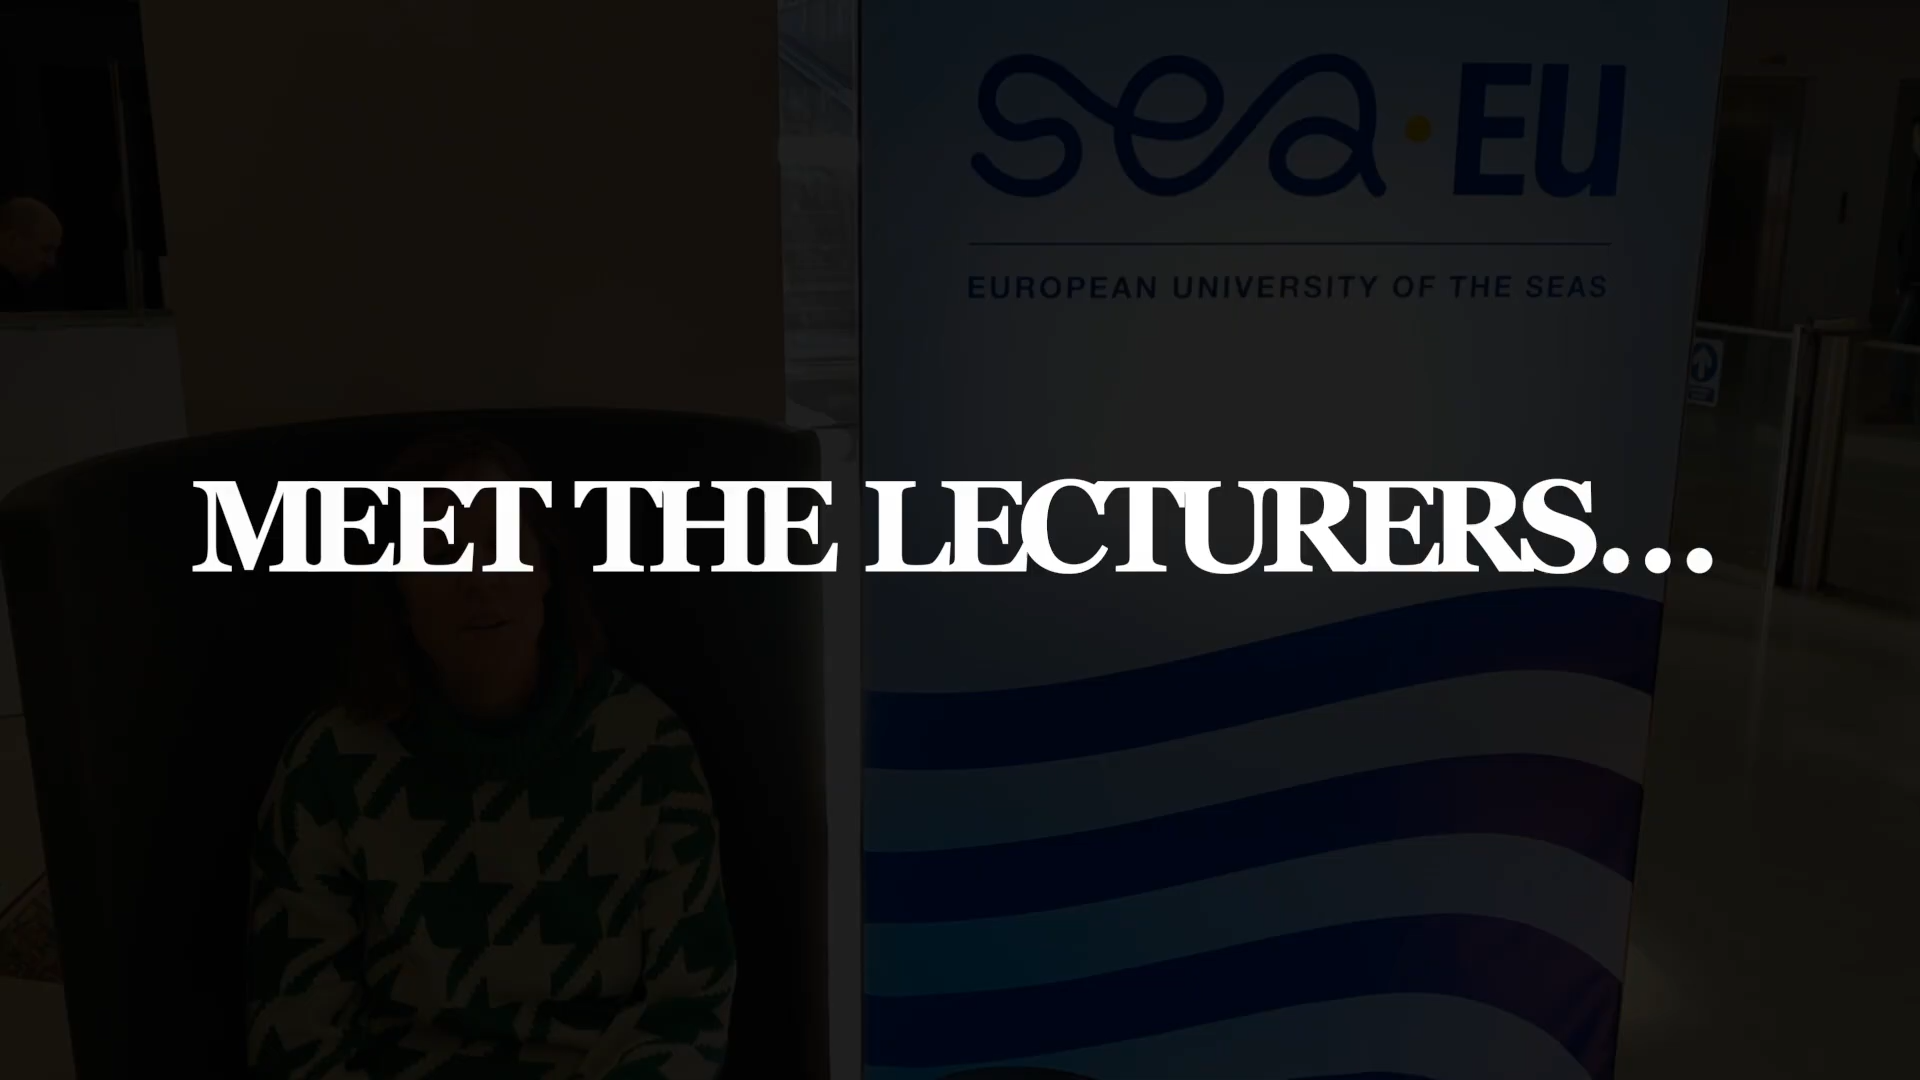 sea·EU
EUROPEAN UNIVERSITY OF THE SEAS
MEET THE LECTURERS...